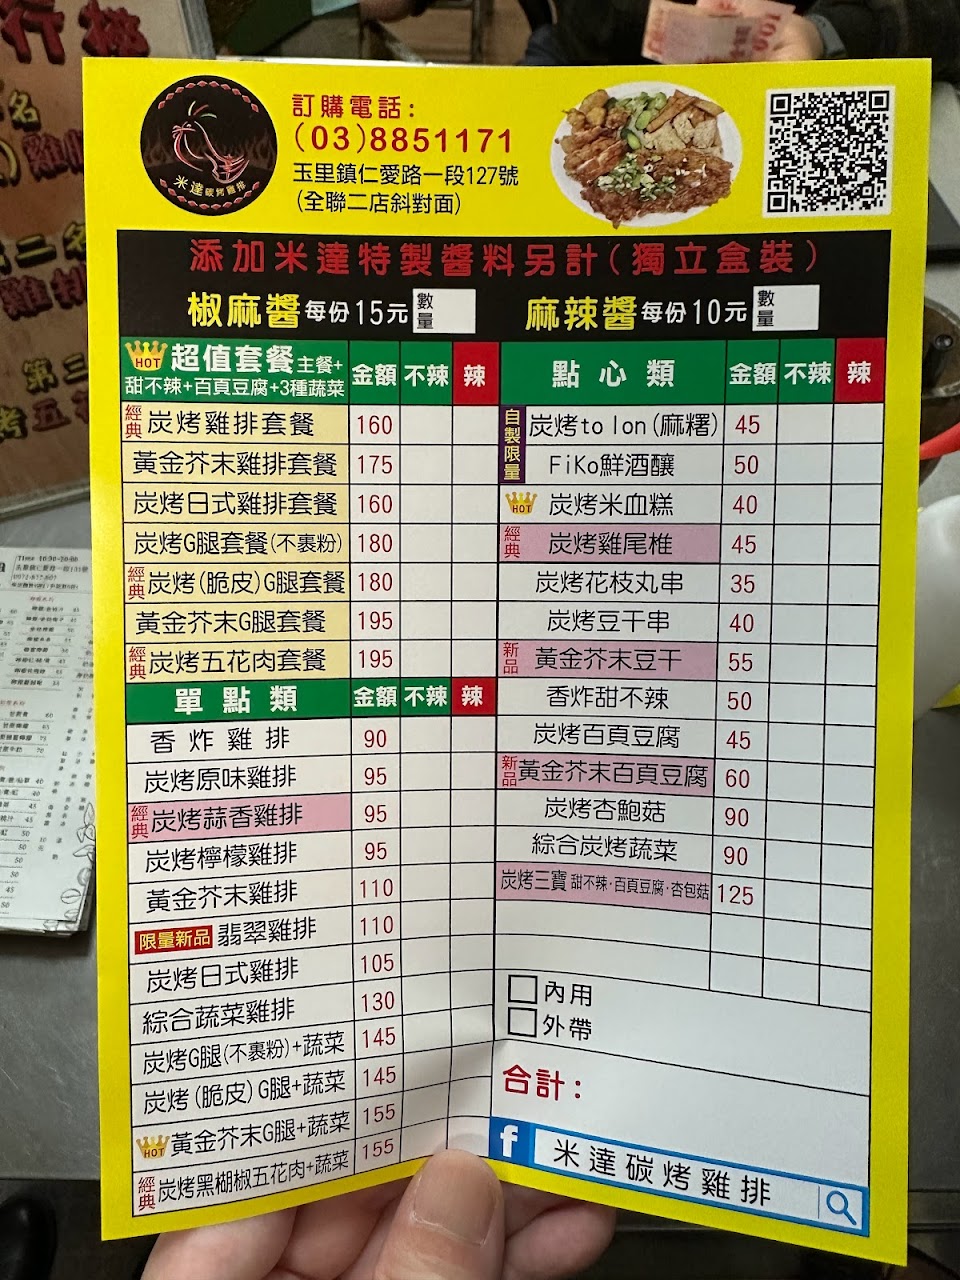 訂購電話:
(03)8851171
玉里鎮仁愛路一段127號
(全聯二店斜對面)
米達碳烤雞排
添加米達特製醬料另計(獨立盒裝)
椒麻醬每份15元 數量
麻辣醬每份10元 數量
HOT 超值套餐 主餐+
甜不辣+百頁豆腐+3種蔬菜 金額 不辣 辣
經典 炭烤雞排套餐 160
黃金芥末雞排套餐 175
炭烤日式雞排套餐 160
炭烤G腿套餐(不裹粉) 180
經典 炭烤(脆皮)G腿套餐 180
黃金芥末G腿套餐 195
經典 炭烤五花肉套餐 195
單點類 金額 不辣 辣
香炸雞排 90
炭烤原味雞排 95
經典 炭烤蒜香雞排 95
炭烤檸檬雞排 95
黃金芥末雞排 110
限量新品 翡翠雞排 110
炭烤日式雞排 105
綜合蔬菜雞排 130
炭烤G腿(不裹粉)+蔬菜 145
炭烤(脆皮)G腿+蔬菜 145
HOT 黃金芥末G腿+蔬菜 155
經典 炭烤黑椒五花肉+蔬菜 155
點心類 金額 不辣 辣
自製限量 炭烤to lon(麻糬) 45
FiKo鮮酒釀 50
HOT 炭烤米血糕 40
經典 炭烤雞尾椎 45
炭烤花枝丸串 35
炭烤豆干串 40
新品 黃金芥末豆干 55
香炸甜不辣 50
炭烤百頁豆腐 45
新品 黃金芥末百頁豆腐 60
炭烤杏鮑菇 90
綜合炭烤蔬菜 90
炭烤三寶 甜不辣·百頁豆腐·杏包菇 125
內用
外帶
合計:
f 米達碳烤雞排